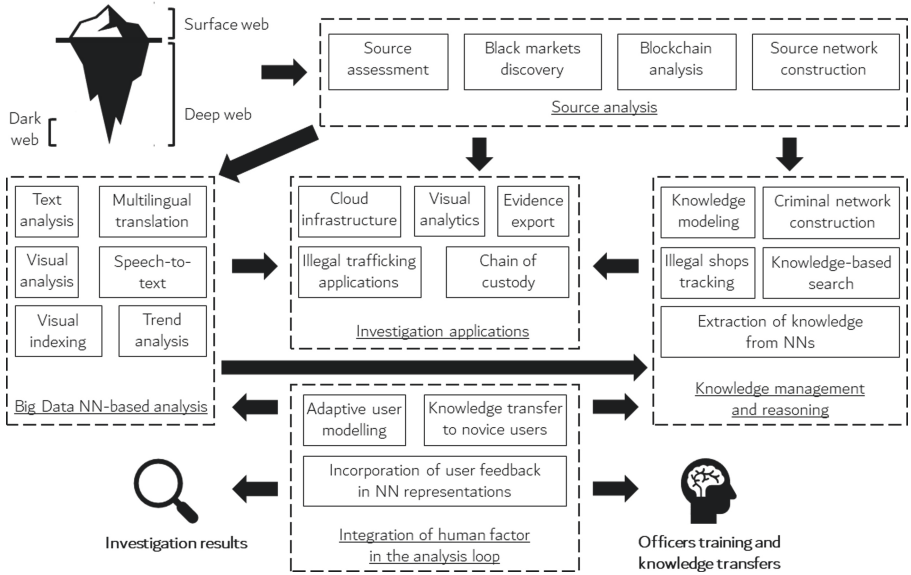 Surface web
Deep web
Dark
web
Source
assessment
Black markets
discovery
Blockchain
analysis
Source network
construction
Source analysis
Text
analysis
Multilingual
translation
Visual
analysis
Speech-to-
text
Visual
indexing
Trend
analysis
Big Data NN-based analysis
Cloud
infrastructure
Visual
analytics
Evidence
export
Illegal trafficking
applications
Chain of
custody
Investigation applications
Knowledge
modeling
Criminal network
construction
Illegal shops
tracking
Knowledge-based
search
Extraction of knowledge
from NNs
Knowledge management
and reasoning
Adaptive user
modelling
Knowledge transfer
to novice users
Incorporation of user feedback
in NN representations
Integration of human factor
in the analysis loop
Investigation results
Officers training and
knowledge transfers